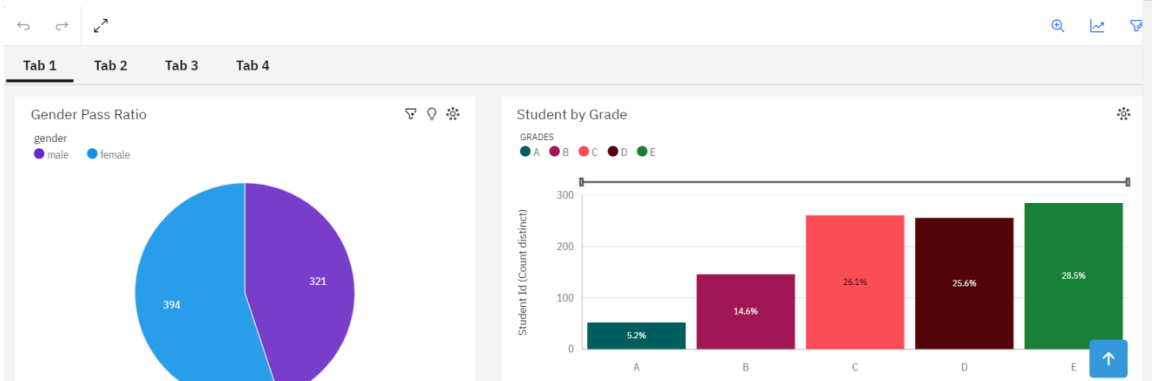 Tab 1 Tab 2 Tab 3 Tab 4
Gender Pass Ratio
gender
male female
394
321
Student by Grade
GRADES
A B C D E
Student Id (Count distinct)
300
200
100
0
5.2%
14.6%
26.1%
25.6%
28.5%
A B C D E